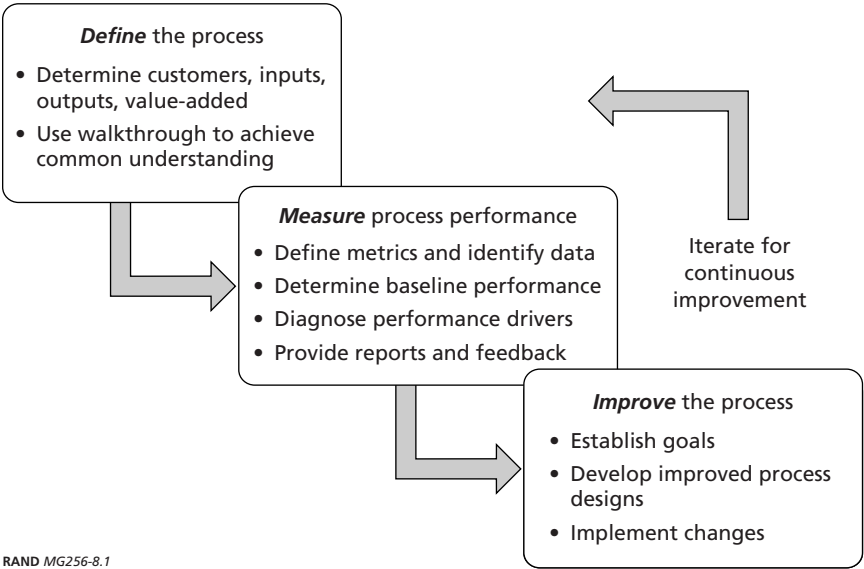 Define the process
• Determine customers, inputs,
outputs, value-added
• Use walkthrough to achieve
common understanding
Measure process performance
• Define metrics and identify data
• Determine baseline performance
• Diagnose performance drivers
• Provide reports and feedback
Iterate for
continuous
improvement
Improve the process
• Establish goals
• Develop improved process
designs
• Implement changes
RAND MG256-8.1